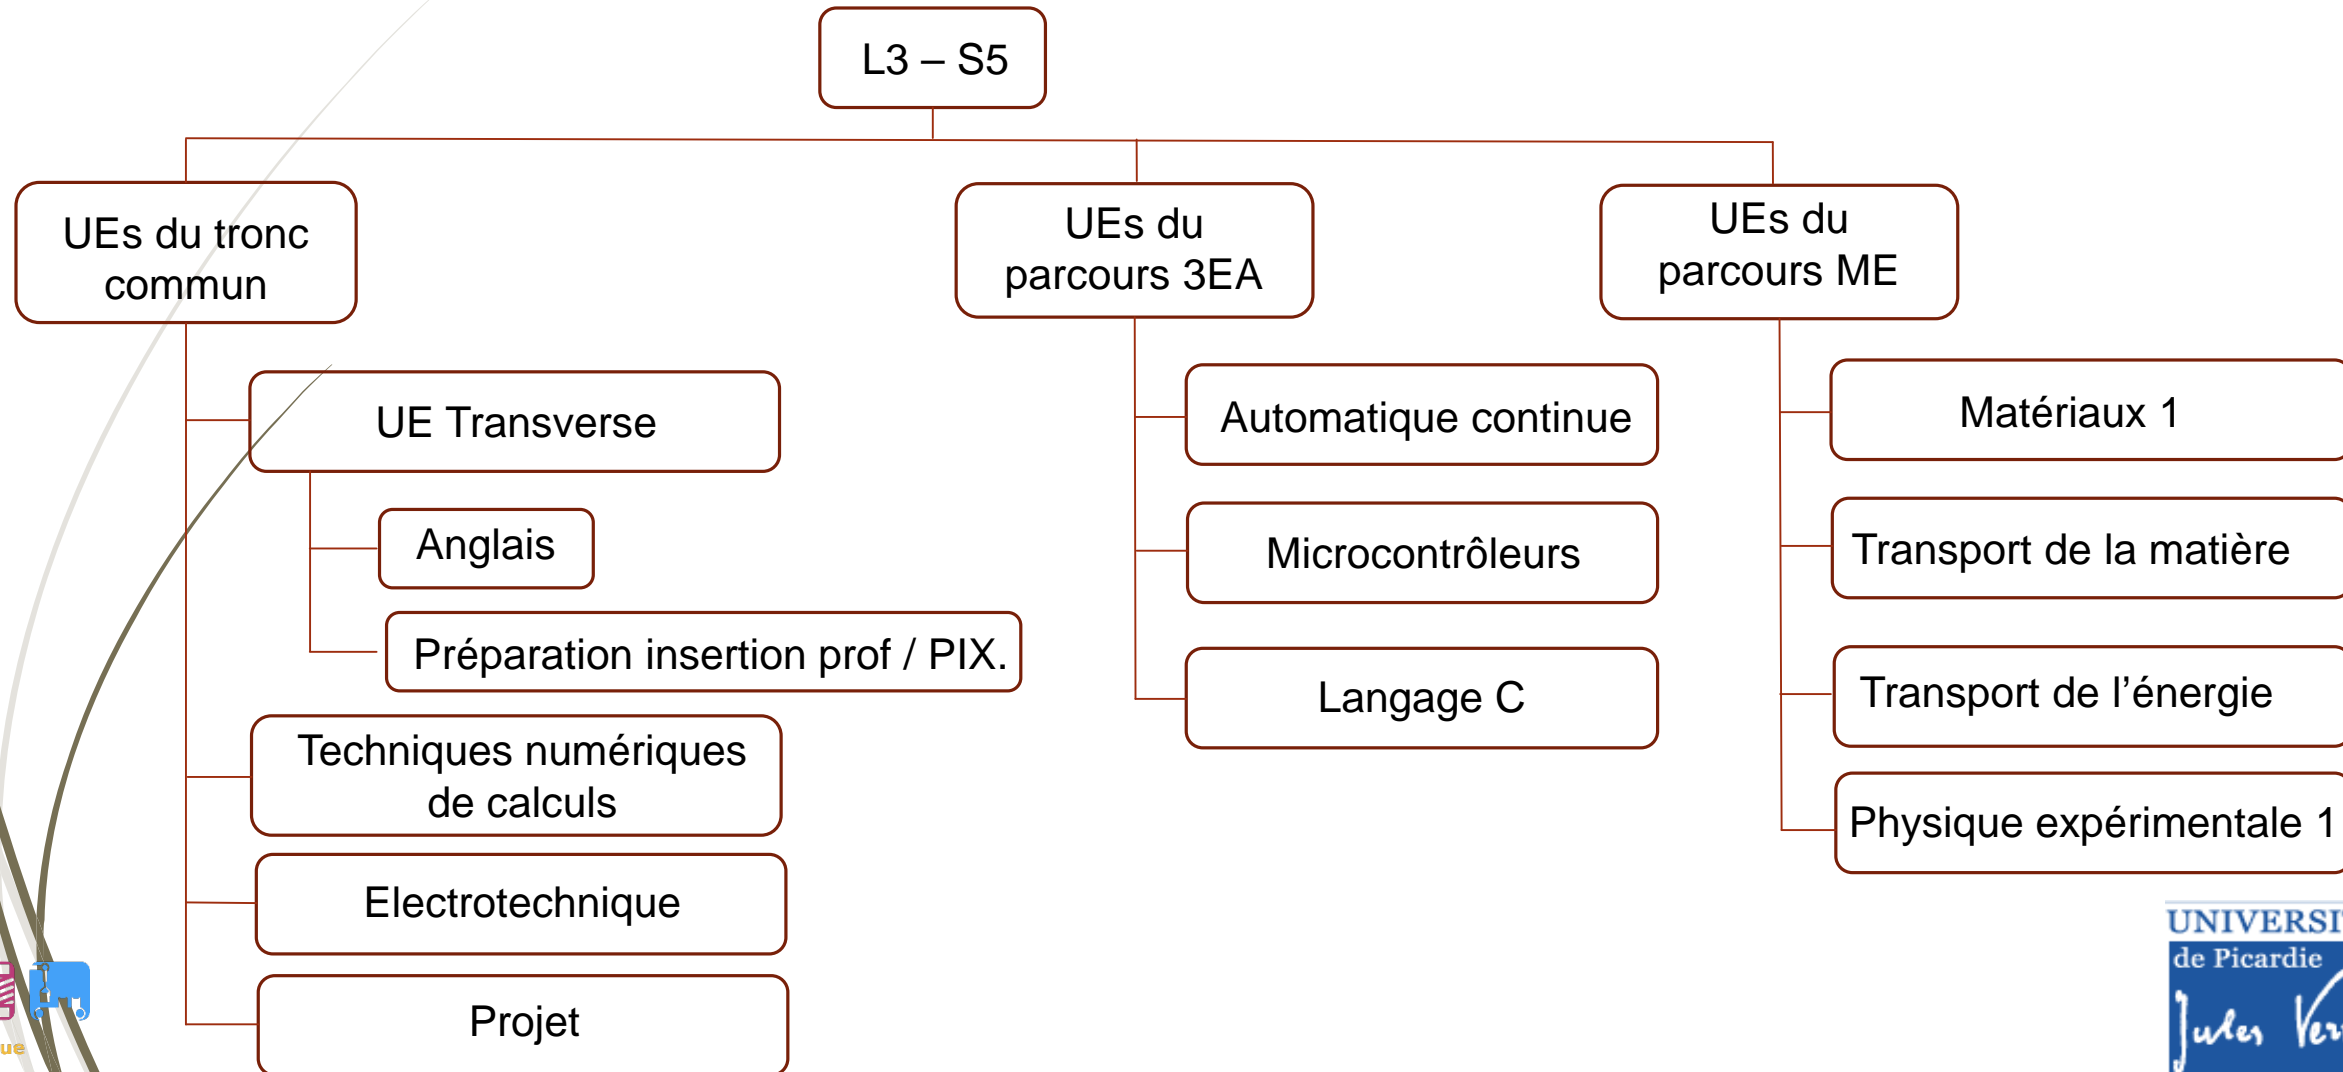 L3 – S5
UEs du tronc
commun
UEs du
parcours 3EA
UEs du
parcours ME
UE Transverse
Anglais
Préparation insertion prof / PIX.
Techniques numériques
de calculs
Electrotechnique
Projet
Automatique continue
Microcontrôleurs
Langage C
Matériaux 1
Transport de la matière
Transport de l’énergie
Physique expérimentale 1
de Picardie
Jules